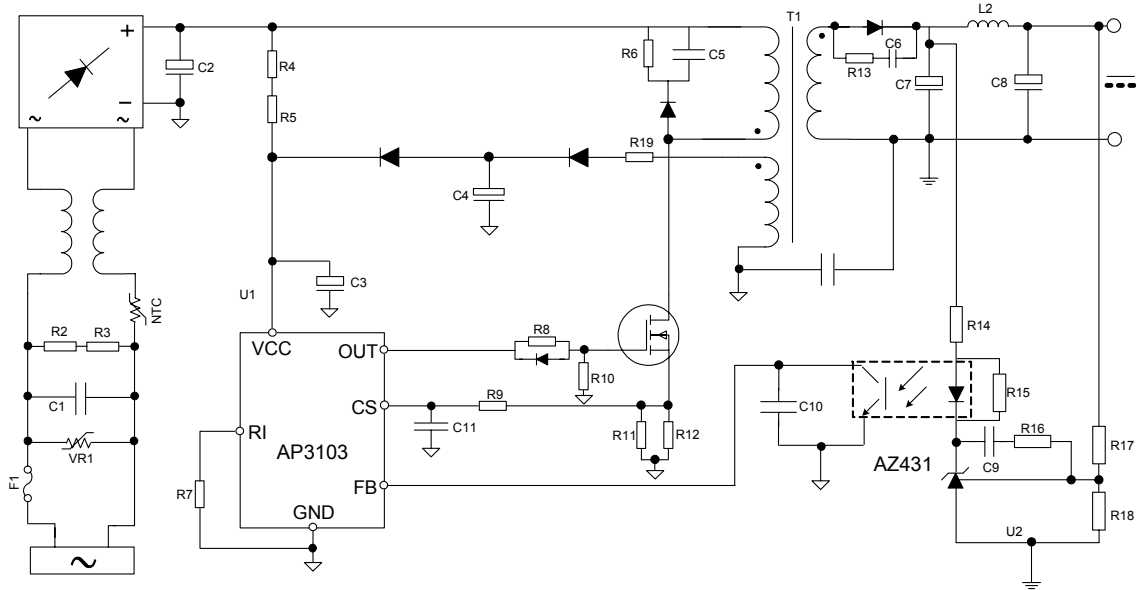 L2
T1
+
R6
C5
C6
C2
R4
R13
C7
C8
–
R5
~
~
R19
C4
C3
U1
NTC
R14
R2
R3
VCC
OUT
R8
R10
R15
C1
CS
R9
C10
C11
R11
R12
R16
RI
AP3103
VR1
AZ431
C9
R17
F1
R7
FB
GND
R18
U2
~